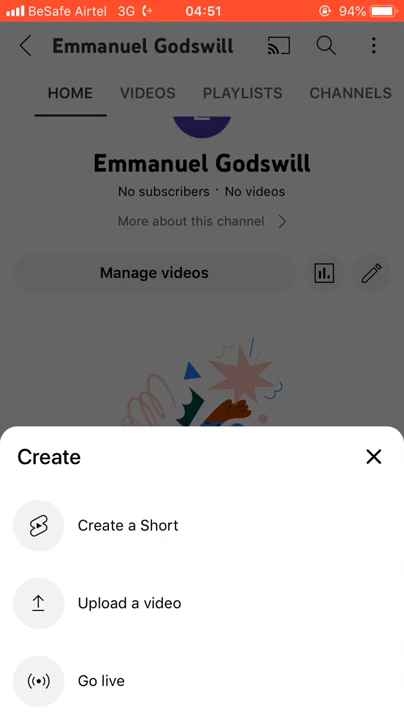 BeSafe Airtel 3G 04:51 94%
Emmanuel Godswill
HOME VIDEOS PLAYLISTS CHANNELS
Emmanuel Godswill
No subscribers · No videos
More about this channel
Manage videos
Create
Create a Short
Upload a video
Go live